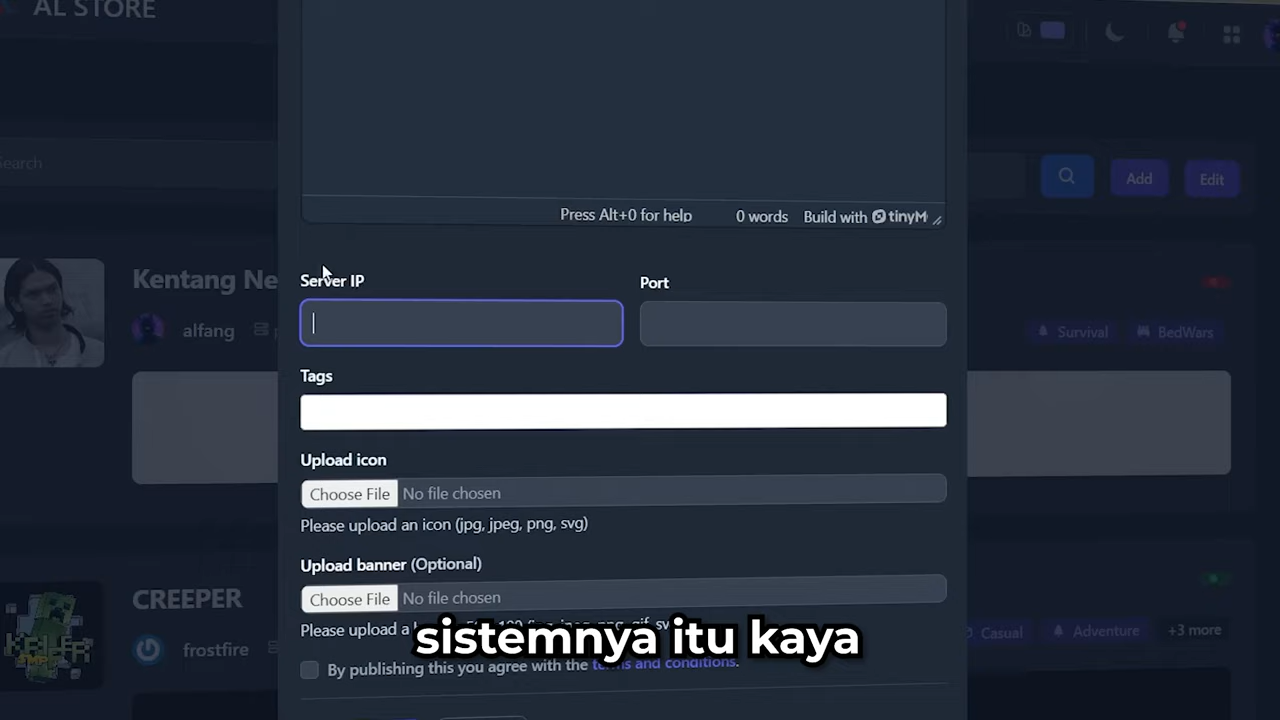 AL STORE
Search
Add
Edit
Press Alt+0 for help 0 words Build with tinyM
Server IP
Port
Kentang Ne
alfang
Survival
BedWars
Tags
Upload icon
Choose File No file chosen
Please upload an icon (jpg, jpeg, png, svg)
Upload banner (Optional)
Choose File No file chosen
CREEPER
frostfire
Casual
Adventure
+3 more
Please upload a
sistemnya itu kaya
By publishing this you agree with the terms and conditions.